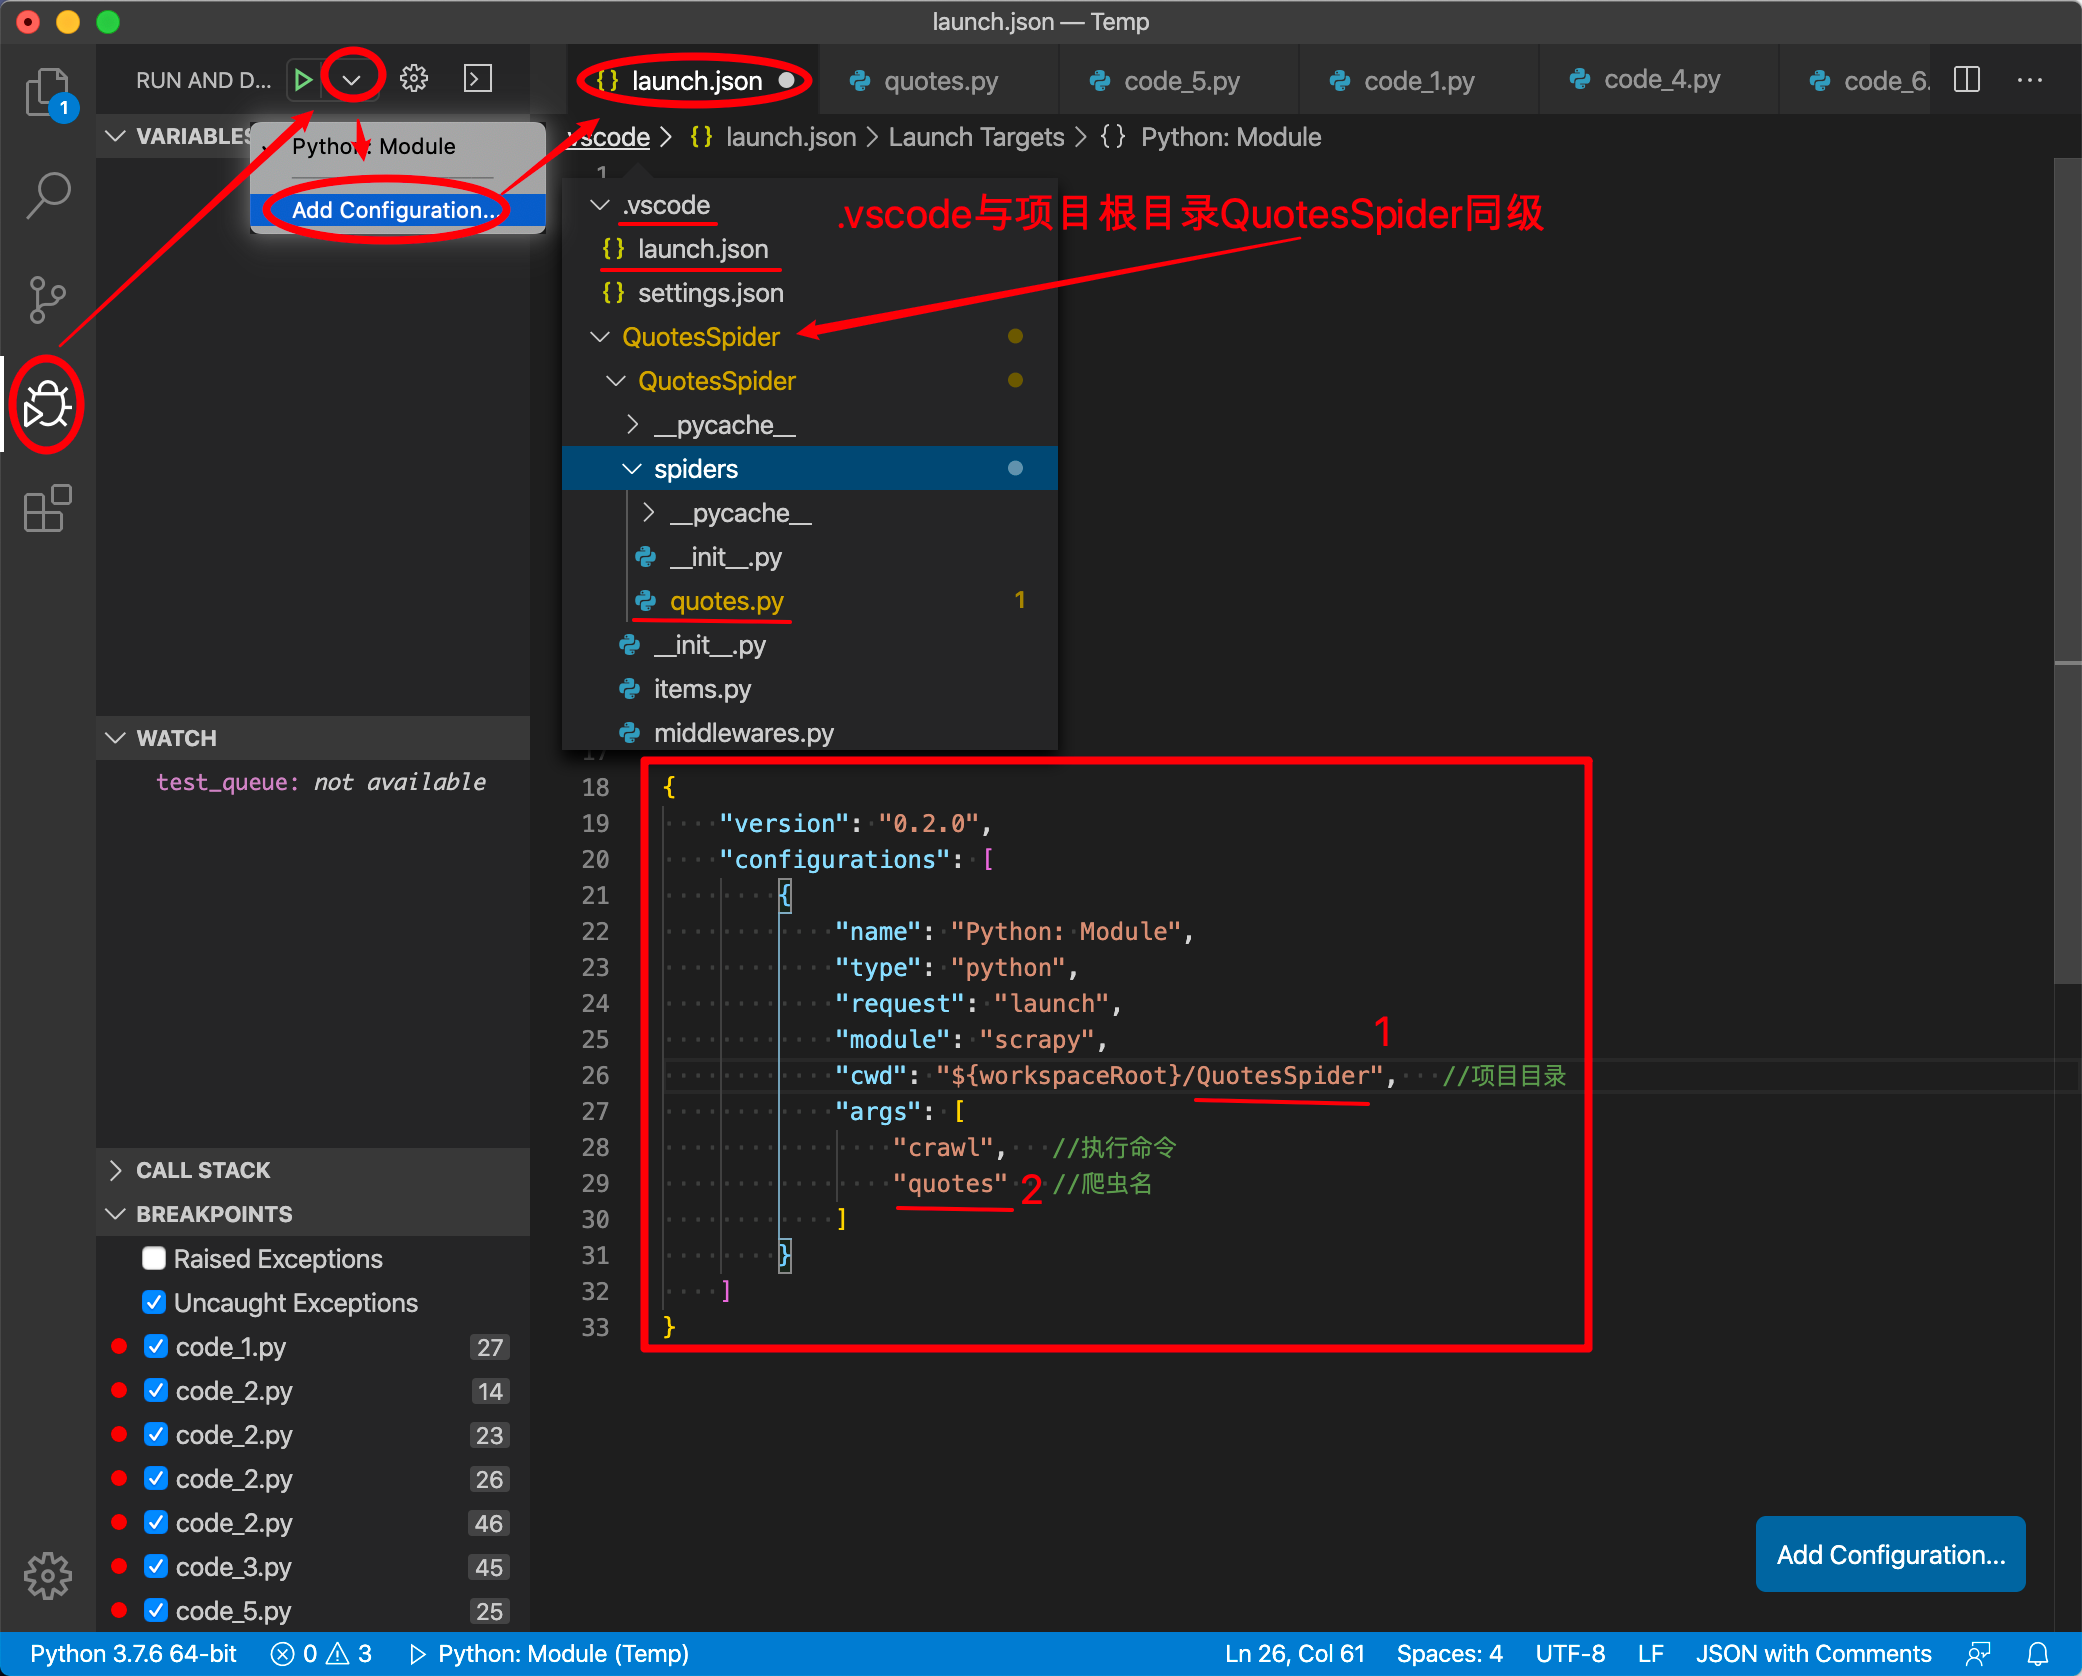 launch.json — Temp
1
RUN AND D...
launch.json
quotes.py
code_5.py
code_1.py
code_4.py
code_6.
VARIABLES
Python: Module
Add Configuration...
.vscode > {} launch.json > Launch Targets > {} Python: Module
1
.vscode
.vscode与项目根目录QuotesSpider同级
{} launch.json
{} settings.json
QuotesSpider
QuotesSpider
__pycache__
spiders
__pycache__
__init__.py
quotes.py 1
__init__.py
items.py
middlewares.py
WATCH
test_queue: not available
17
18 {
19 "version": "0.2.0",
20 "configurations": [
21 {
22 "name": "Python: Module",
23 "type": "python",
24 "request": "launch",
25 "module": "scrapy",
1
26 "cwd": "${workspaceRoot}/QuotesSpider", //项目目录
27 "args": [
28 "crawl", //执行命令
29 "quotes" 2 //爬虫名
30 ]
31 }
32 ]
33 }
CALL STACK
BREAKPOINTS
Raised Exceptions
Uncaught Exceptions
code_1.py 27
code_2.py 14
code_2.py 23
code_2.py 26
code_2.py 46
code_3.py 45
code_5.py 25
Add Configuration...
Python 3.7.6 64-bit 0 3 Python: Module (Temp) Ln 26, Col 61 Spaces: 4 UTF-8 LF JSON with Comments